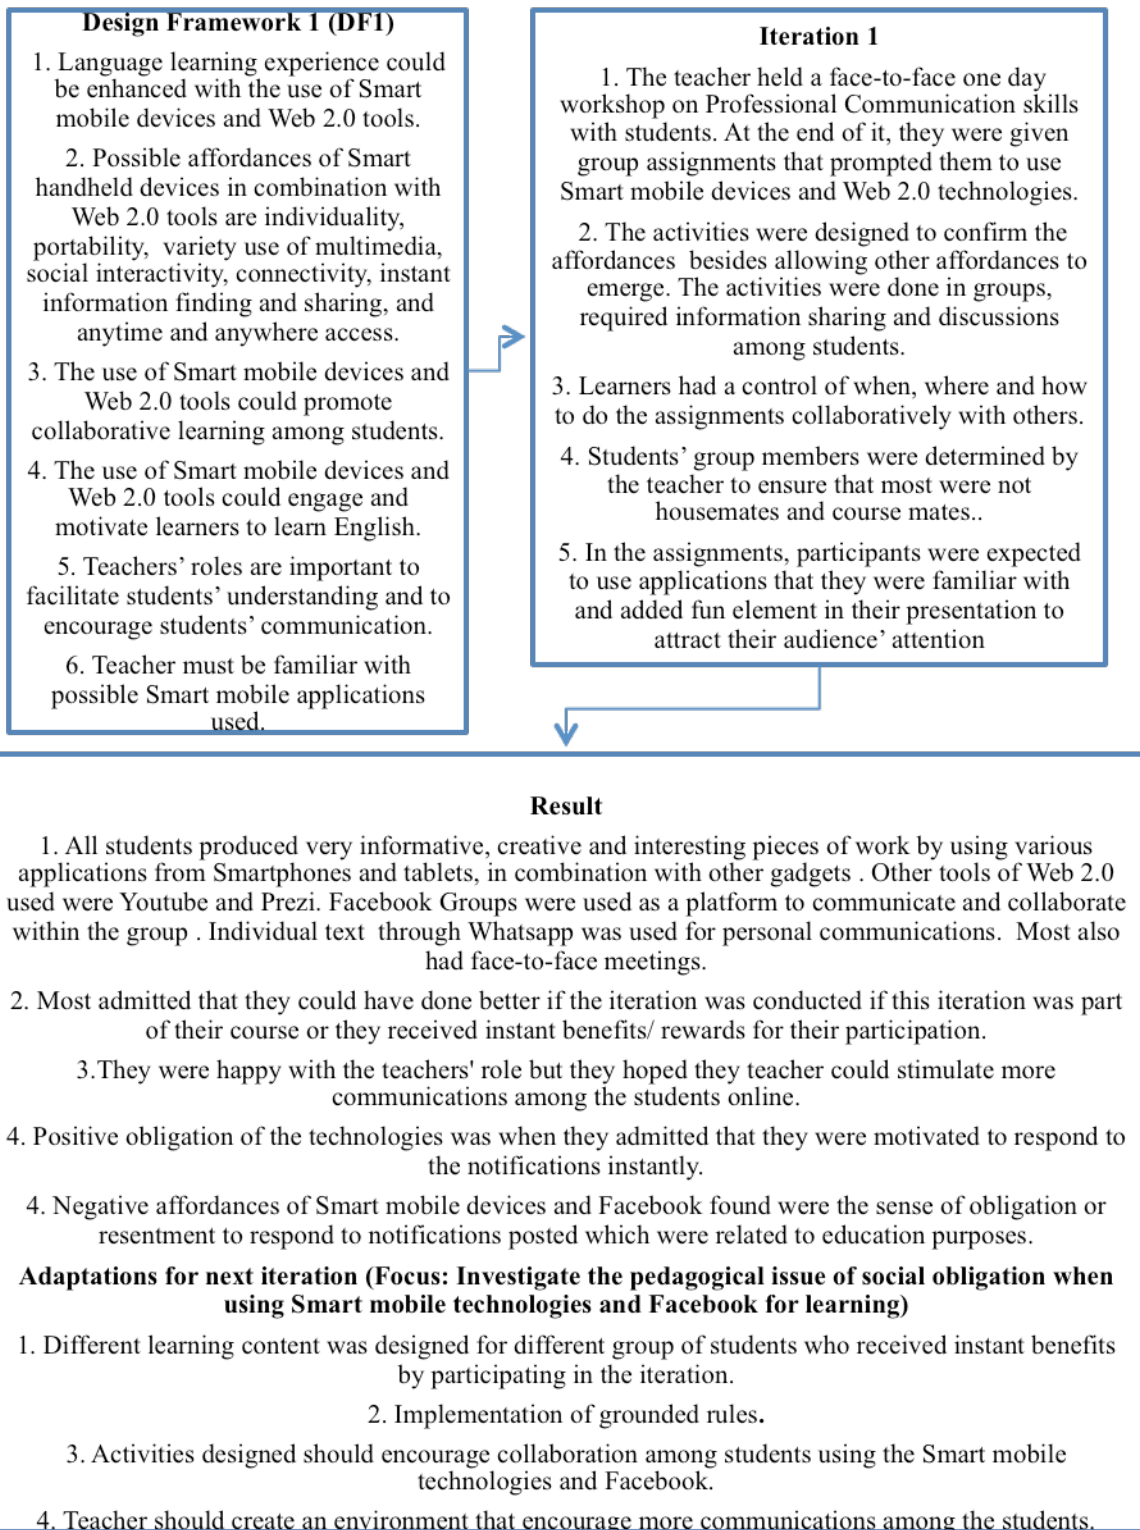 Design Framework 1 (DF1)
1. Language learning experience could
be enhanced with the use of Smart
mobile devices and Web 2.0 tools.
2. Possible affordances of Smart
handheld devices in combination with
Web 2.0 tools are individuality,
portability, variety use of multimedia,
social interactivity, connectivity, instant
information finding and sharing, and
anytime and anywhere access.
3. The use of Smart mobile devices and
Web 2.0 tools could promote
collaborative learning among students.
4. The use of Smart mobile devices and
Web 2.0 tools could engage and
motivate learners to learn English.
5. Teachers’ roles are important to
facilitate students’ understanding and to
encourage students’ communication.
6. Teacher must be familiar with
possible Smart mobile applications
used.
Iteration 1
1. The teacher held a face-to-face one day
workshop on Professional Communication skills
with students. At the end of it, they were given
group assignments that prompted them to use
Smart mobile devices and Web 2.0 technologies.
2. The activities were designed to confirm the
affordances besides allowing other affordances to
emerge. The activities were done in groups,
required information sharing and discussions
among students.
3. Learners had a control of when, where and how
to do the assignments collaboratively with others.
4. Students’ group members were determined by
the teacher to ensure that most were not
housemates and course mates..
5. In the assignments, participants were expected
to use applications that they were familiar with
and added fun element in their presentation to
attract their audience’ attention
Result
1. All students produced very informative, creative and interesting pieces of work by using various
applications from Smartphones and tablets, in combination with other gadgets . Other tools of Web 2.0
used were Youtube and Prezi. Facebook Groups were used as a platform to communicate and collaborate
within the group . Individual text through Whatsapp was used for personal communications. Most also
had face-to-face meetings.
2. Most admitted that they could have done better if the iteration was conducted if this iteration was part
of their course or they received instant benefits/ rewards for their participation.
3.They were happy with the teachers' role but they hoped they teacher could stimulate more
communications among the students online.
4. Positive obligation of the technologies was when they admitted that they were motivated to respond to
the notifications instantly.
4. Negative affordances of Smart mobile devices and Facebook found were the sense of obligation or
resentment to respond to notifications posted which were related to education purposes.
Adaptations for next iteration (Focus: Investigate the pedagogical issue of social obligation when
using Smart mobile technologies and Facebook for learning)
1. Different learning content was designed for different group of students who received instant benefits
by participating in the iteration.
2. Implementation of grounded rules.
3. Activities designed should encourage collaboration among students using the Smart mobile
technologies and Facebook.
4. Teacher should create an environment that encourage more communications among the students.